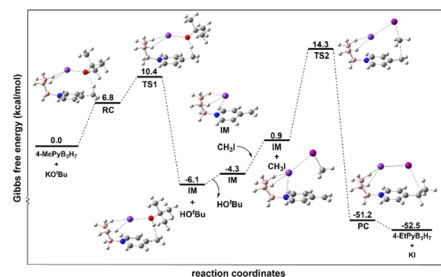 Gibbs free energy (kcal/mol)
0.0
4-MePyB3H7
+
KOᵗBu
6.8
RC
10.4
TS1
-6.1
IM
+
HOᵗBu
IM
CH3I
-4.3
IM
HOᵗBu
0.9
IM
+
CH3I
14.3
TS2
-51.2
PC
-52.5
4-EtPyB3H7
+
KI
reaction coordinates